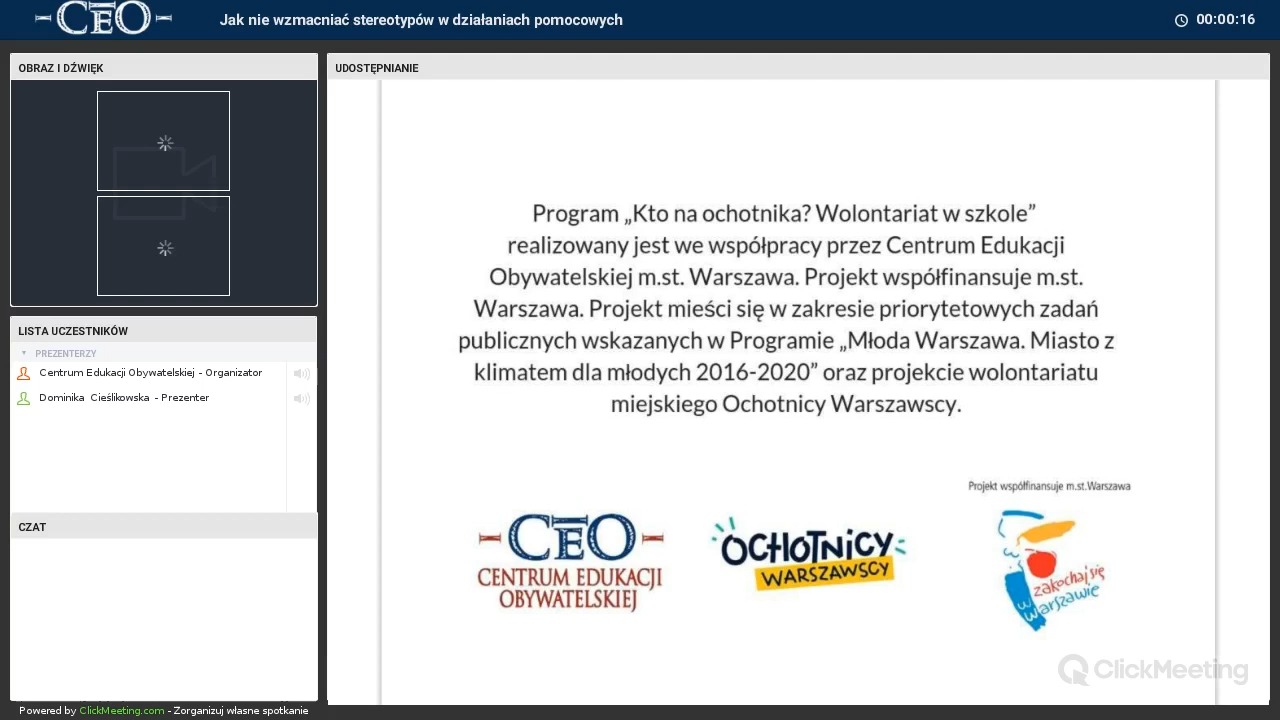 CEO
Jak nie wzmacniać stereotypów w działaniach pomocowych
00:00:16
OBRAZ I DŹWIĘK
LISTA UCZESTNIKÓW
PREZENTERZY
Centrum Edukacji Obywatelskiej - Organizator
Dominika Cieślikowska - Prezenter
CZAT
Powered by ClickMeeting.com - Zorganizuj własne spotkanie
UDOSTĘPNIANIE
Program „Kto na ochotnika? Wolontariat w szkole”
realizowany jest we współpracy przez Centrum Edukacji
Obywatelskiej m.st. Warszawa. Projekt współfinansuje m.st.
Warszawa. Projekt mieści się w zakresie priorytetowych zadań
publicznych wskazanych w Programie „Młoda Warszawa. Miasto z
klimatem dla młodych 2016-2020” oraz projekcie wolontariatu
miejskiego Ochotnicy Warszawscy.
Projekt współfinansuje m.st.Warszawa
CEO
CENTRUM EDUKACJI
OBYWATELSKIEJ
OCHOTNICY
WARSZAWSCY
zakochaj się
w Warszawie
ClickMeeting